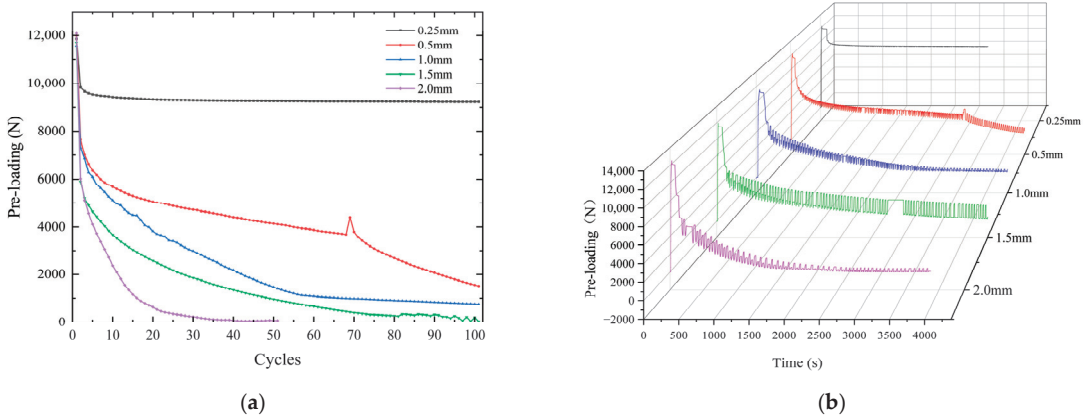 12,000
10,000
8000
6000
4000
2000
0
Pre-loading (N)
0 10 20 30 40 50 60 70 80 90 100
Cycles
0.25mm
0.5mm
1.0mm
1.5mm
2.0mm
(a)
14,000
12,000
10,000
8000
6000
4000
2000
0
−2000
Pre-loading (N)
0 500 1000 1500 2000 2500 3000 3500 4000
Time (s)
0.25mm
0.5mm
1.0mm
1.5mm
2.0mm
(b)